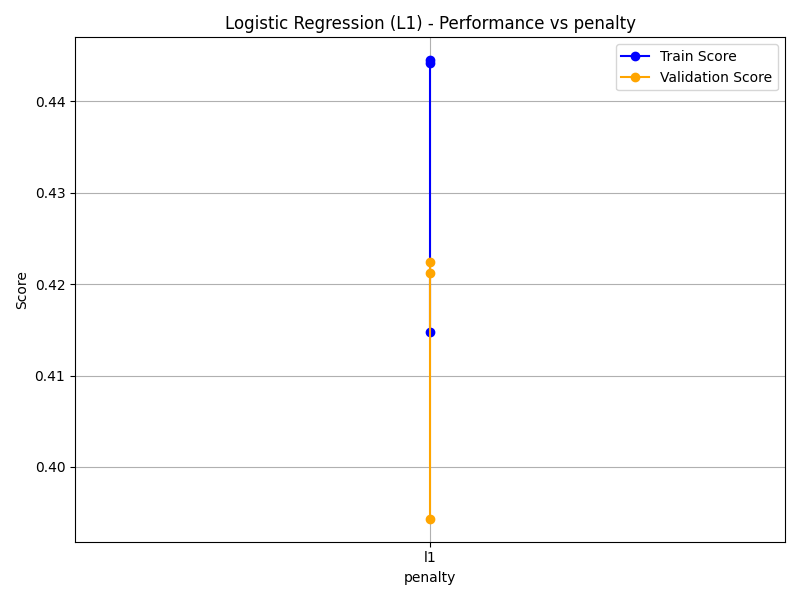 Logistic Regression (L1) - Performance vs penalty
Train Score
Validation Score
0.44
0.43
0.42
0.41
0.40
Score
l1
penalty